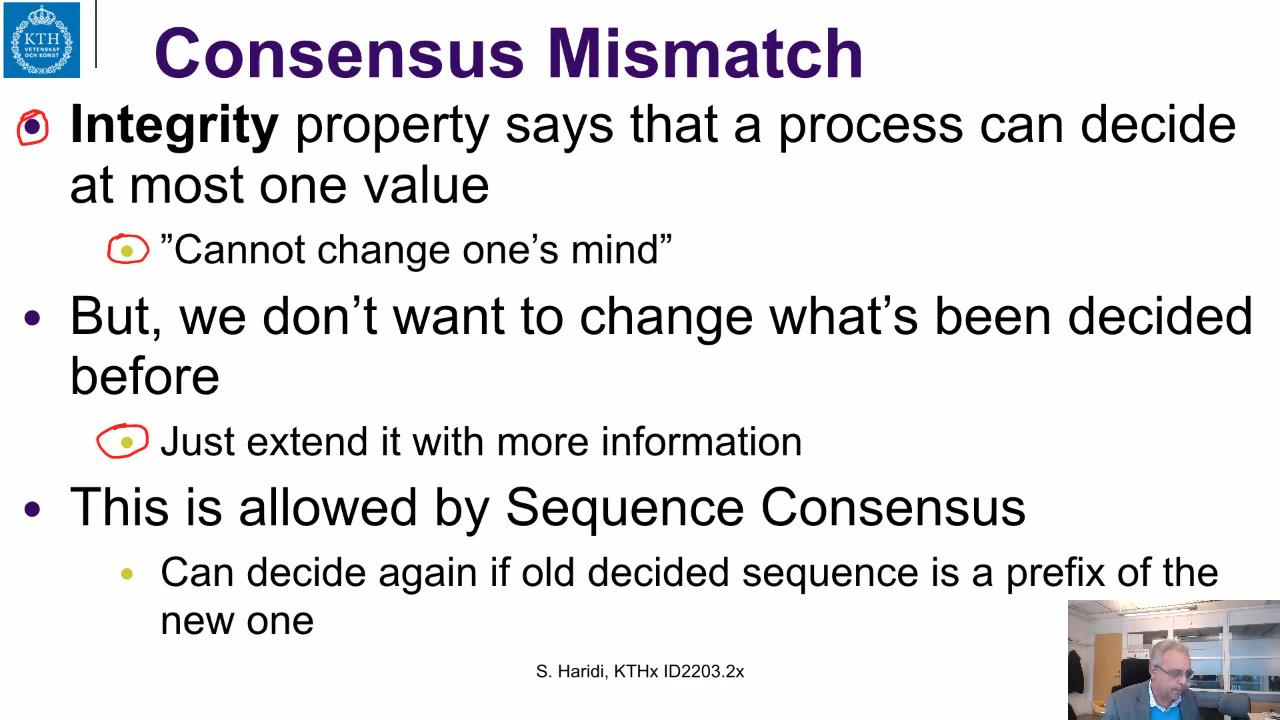 KTH
VETENSKAP
OCH KONST
Consensus Mismatch
Integrity property says that a process can decide
at most one value
”Cannot change one’s mind”
But, we don’t want to change what’s been decided
before
Just extend it with more information
This is allowed by Sequence Consensus
Can decide again if old decided sequence is a prefix of the
new one
S. Haridi, KTHx ID2203.2x